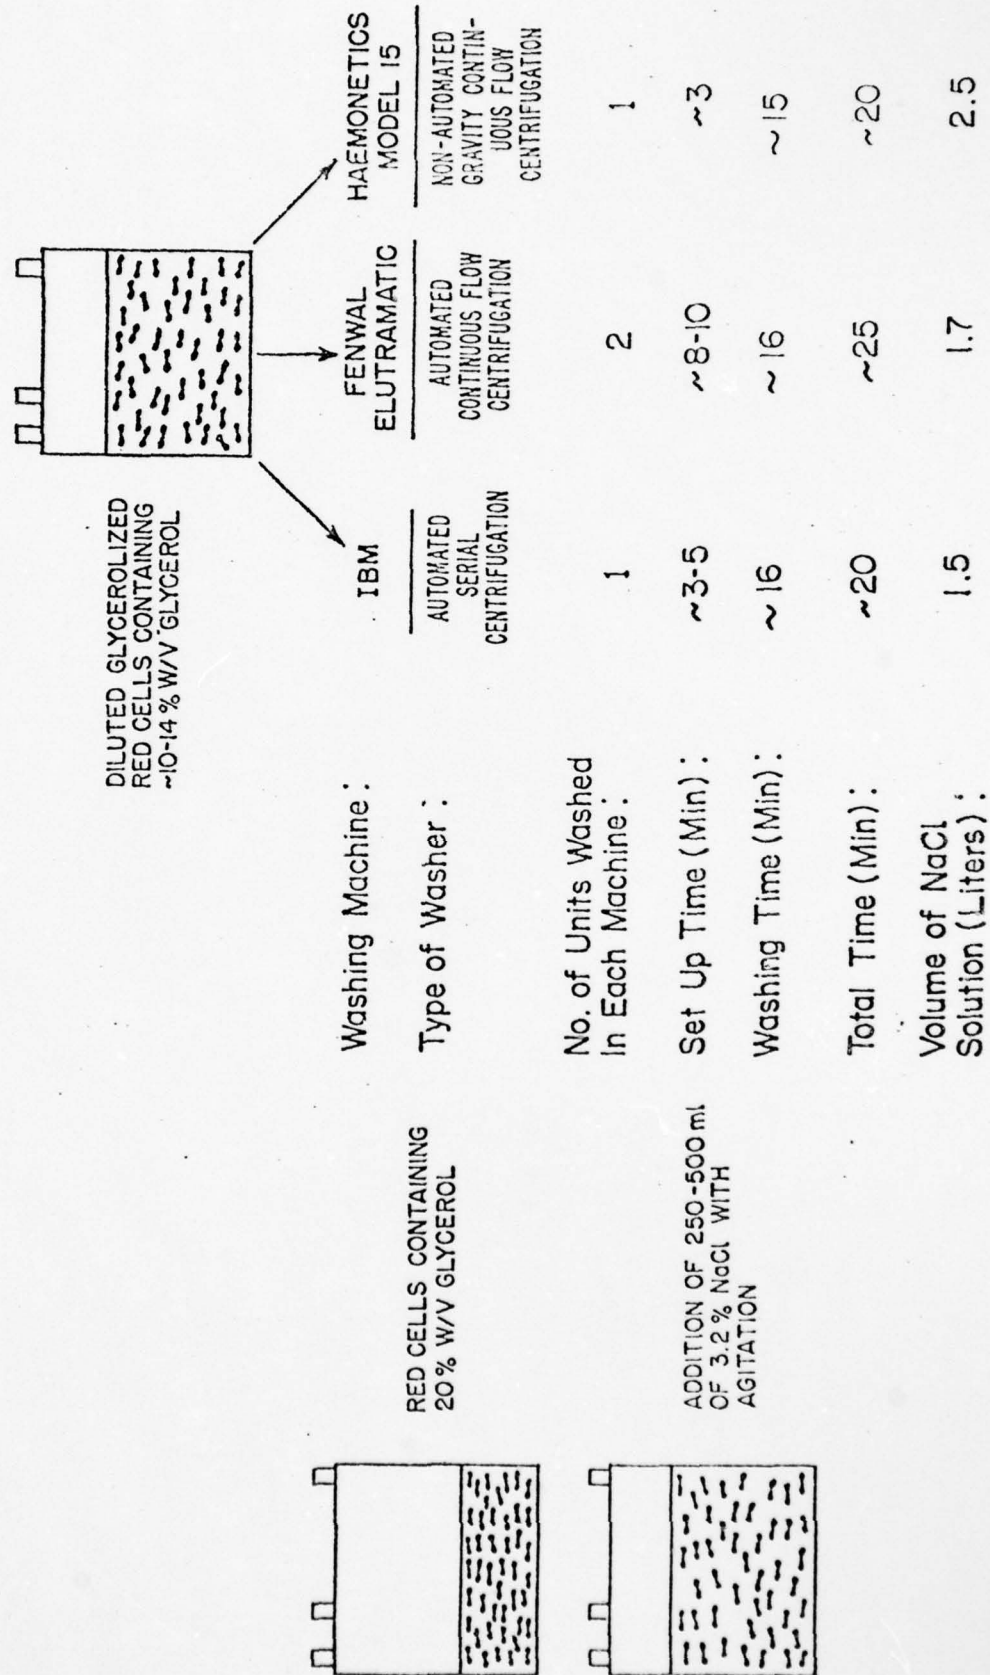 RED CELLS CONTAINING
20% W/V GLYCEROL
ADDITION OF 250-500 ml
OF 3.2% NaCl WITH
AGITATION
DILUTED GLYCEROLIZED
RED CELLS CONTAINING
~10-14% W/V GLYCEROL
Washing Machine: IBM FENWAL ELUTRAMATIC HAEMONETICS MODEL 15
Type of Washer: AUTOMATED SERIAL CENTRIFUGATION AUTOMATED CONTINUOUS FLOW CENTRIFUGATION NON-AUTOMATED GRAVITY CONTIN-UOUS FLOW CENTRIFUGATION
No. of Units Washed
In Each Machine: 1 2 1
Set Up Time (Min): ~3-5 ~8-10 ~3
Washing Time (Min): ~16 ~16 ~15
Total Time (Min): ~20 ~25 ~20
Volume of NaCl
Solution (Liters): 1.5 1.7 2.5